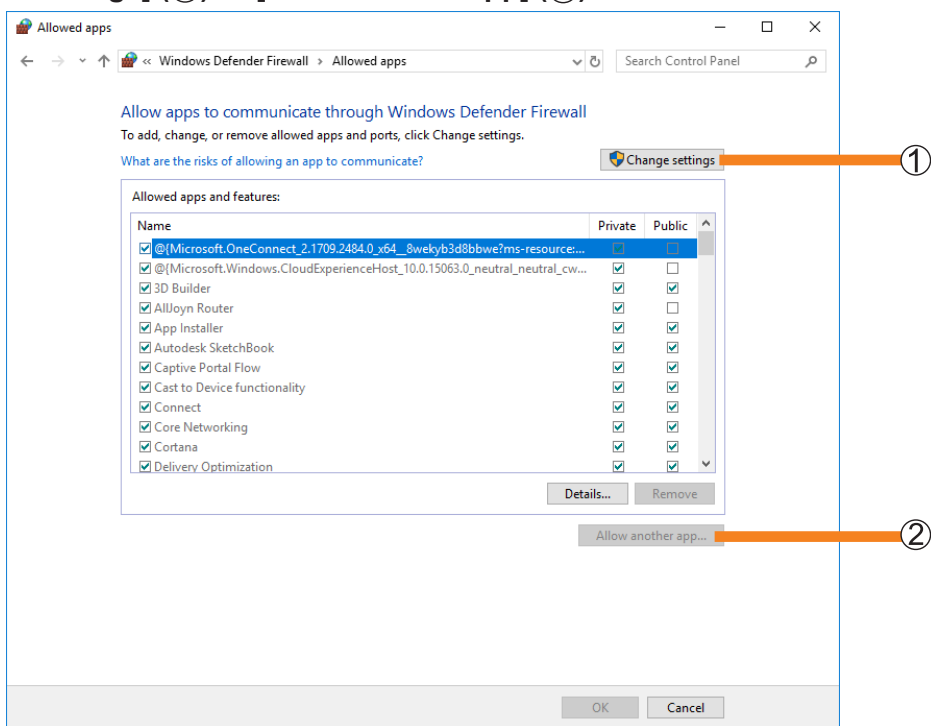 Allowed apps
« Windows Defender Firewall › Allowed apps
Search Control Panel
Allow apps to communicate through Windows Defender Firewall
To add, change, or remove allowed apps and ports, click Change settings.
What are the risks of allowing an app to communicate?
Change settings
①
Allowed apps and features:
Name Private Public
@{Microsoft.OneConnect_2.1709.2484.0_x64__8wekyb3d8bbwe?ms-resource:...
@{Microsoft.Windows.CloudExperienceHost_10.0.15063.0_neutral_neutral_cw...
3D Builder
AllJoyn Router
App Installer
Autodesk SketchBook
Captive Portal Flow
Cast to Device functionality
Connect
Core Networking
Cortana
Delivery Optimization
Details... Remove
Allow another app...
②
OK Cancel